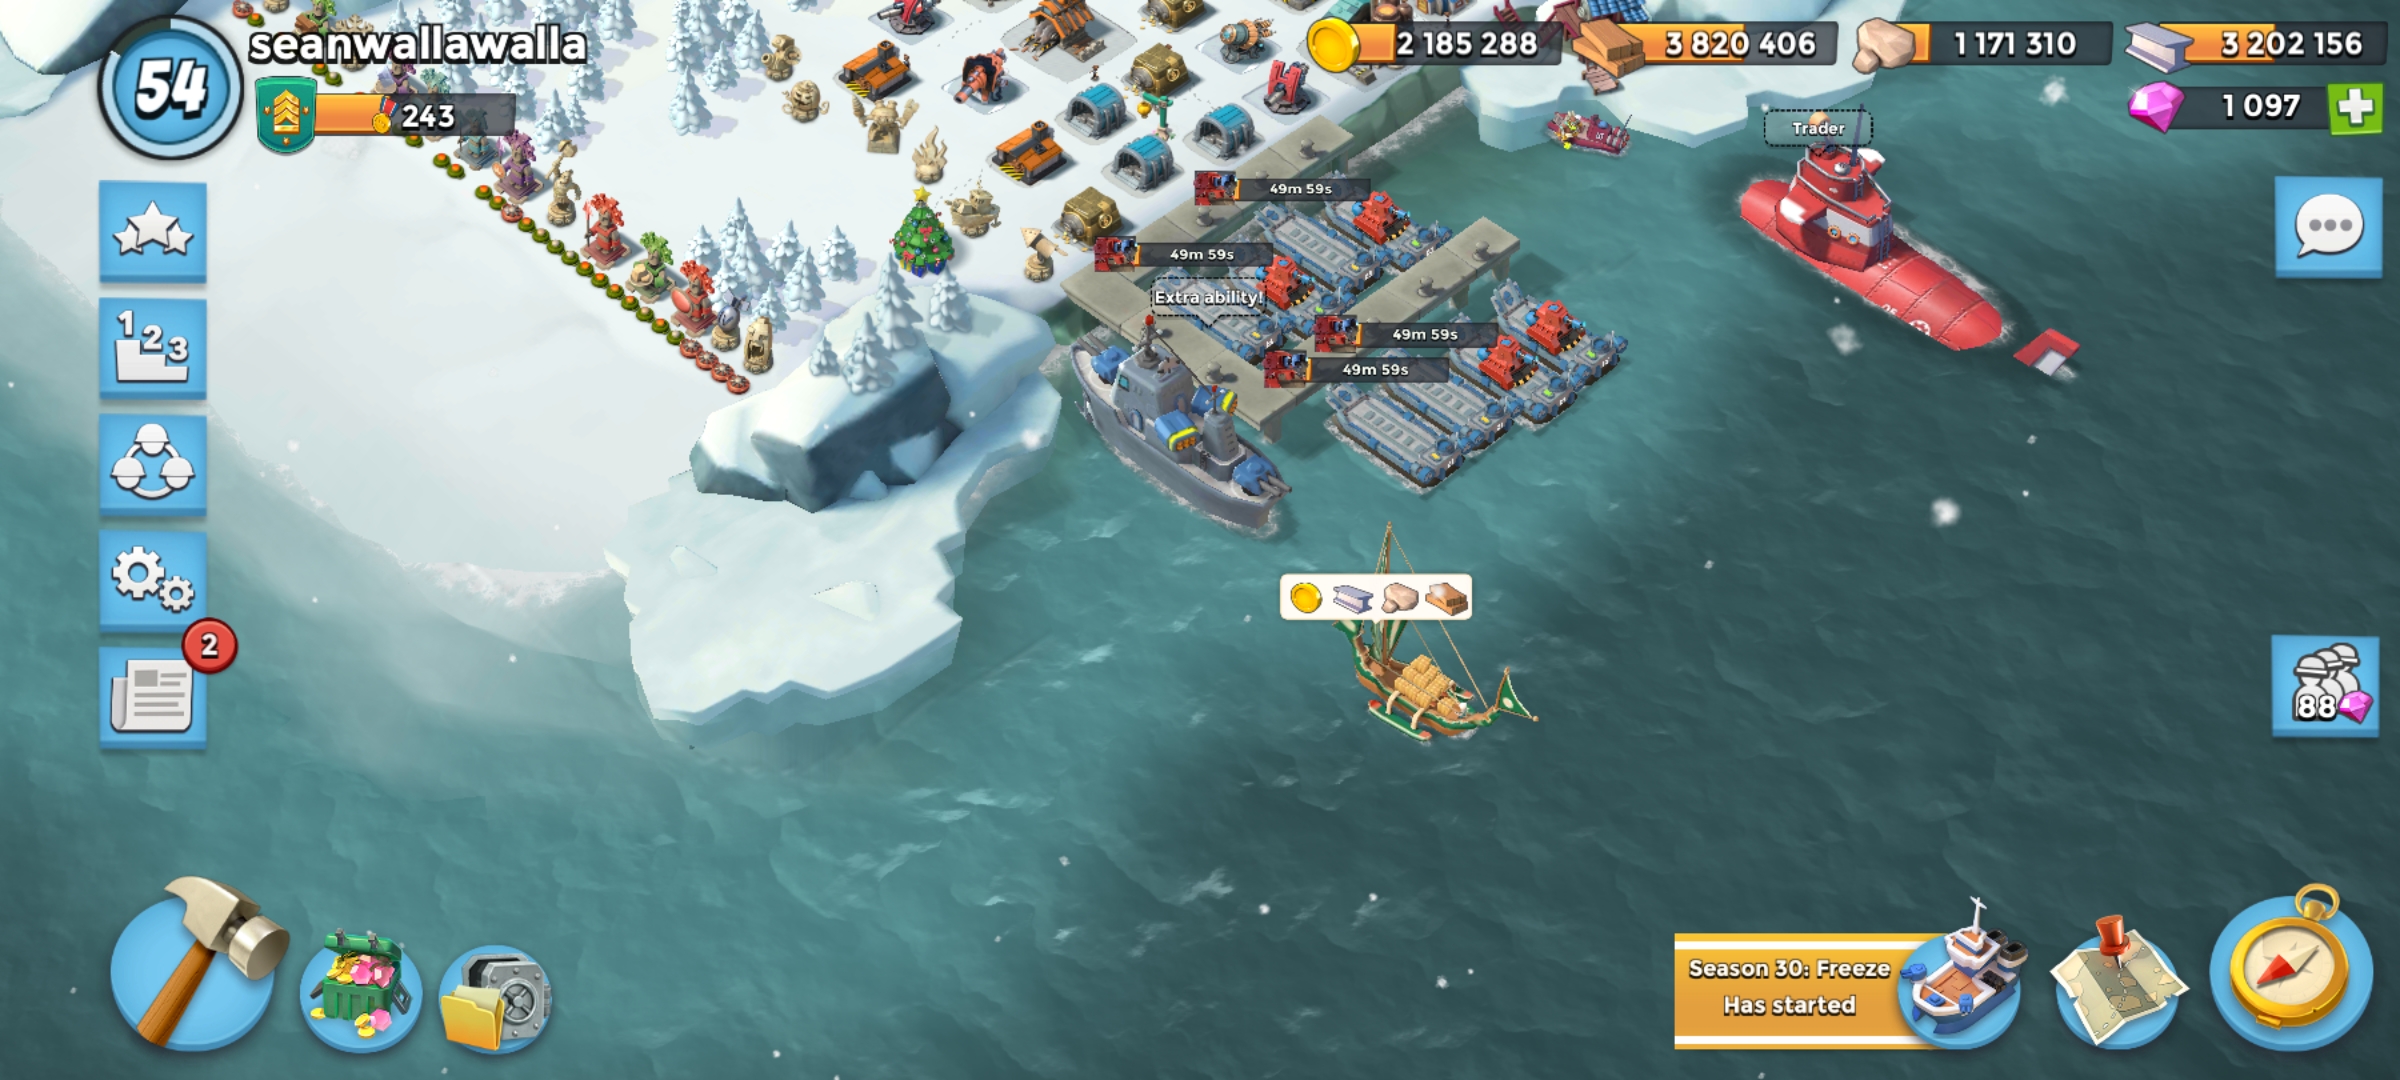 54
seanwallawalla
243
2 185 288
3 820 406
1 171 310
3 202 156
1 097
Trader
49m 59s
49m 59s
Extra ability!
49m 59s
49m 59s
123
2
88
Season 30: Freeze
Has started